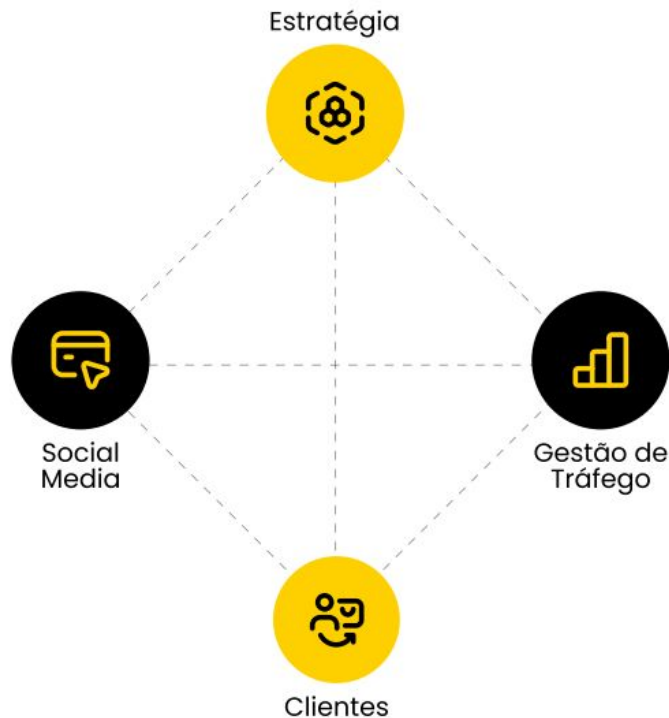 Estratégia
Social
Media
Gestão de
Tráfego
Clientes